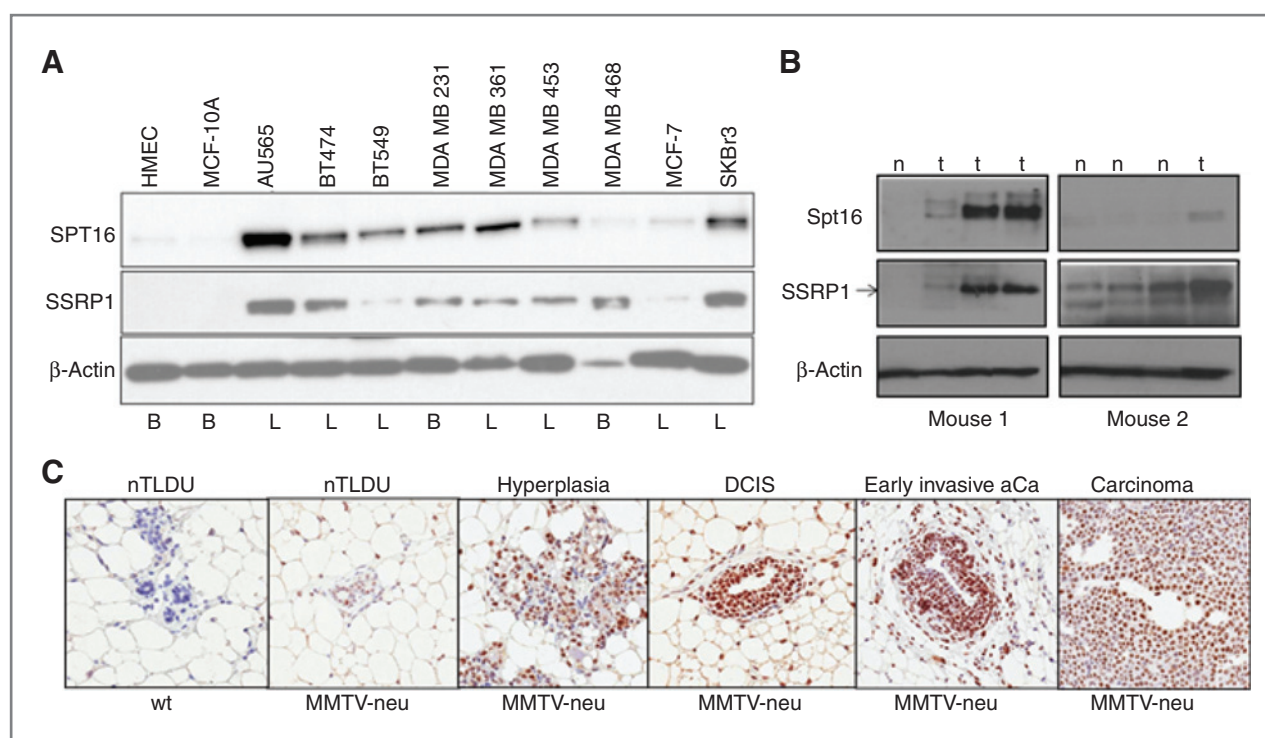 A
HMEC MCF-10A AU565 BT474 BT549 MDA MB 231 MDA MB 361 MDA MB 453 MDA MB 468 MCF-7 SKBr3
SPT16
SSRP1
β-Actin
B B L L L B L L B L L
B
n t t t n n n t
Spt16
SSRP1
β-Actin
Mouse 1 Mouse 2
C
nTLDU nTLDU Hyperplasia DCIS Early invasive aCa Carcinoma
wt MMTV-neu MMTV-neu MMTV-neu MMTV-neu MMTV-neu